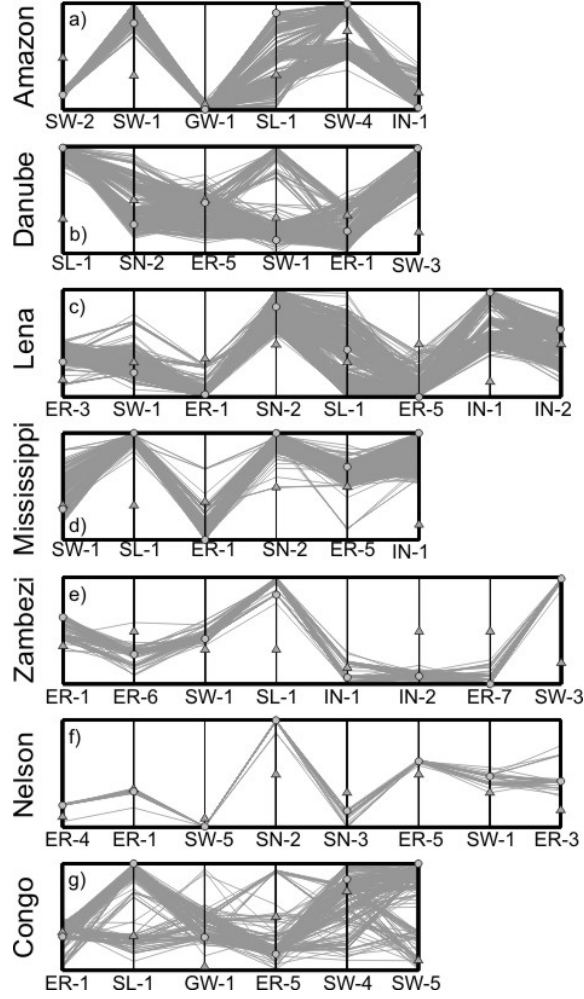 Amazon
a)
SW-2 SW-1 GW-1 SL-1 SW-4 IN-1
Danube
b)
SL-1 SN-2 ER-5 SW-1 ER-1 SW-3
Lena
c)
ER-3 SW-1 ER-1 SN-2 SL-1 ER-5 IN-1 IN-2
Mississippi
d)
SW-1 SL-1 ER-1 SN-2 ER-5 IN-1
Zambezi
e)
ER-1 ER-6 SW-1 SL-1 IN-1 IN-2 ER-7 SW-3
Nelson
f)
ER-4 ER-1 SW-5 SN-2 SN-3 ER-5 SW-1 ER-3
Congo
g)
ER-1 SL-1 GW-1 ER-5 SW-4 SW-5